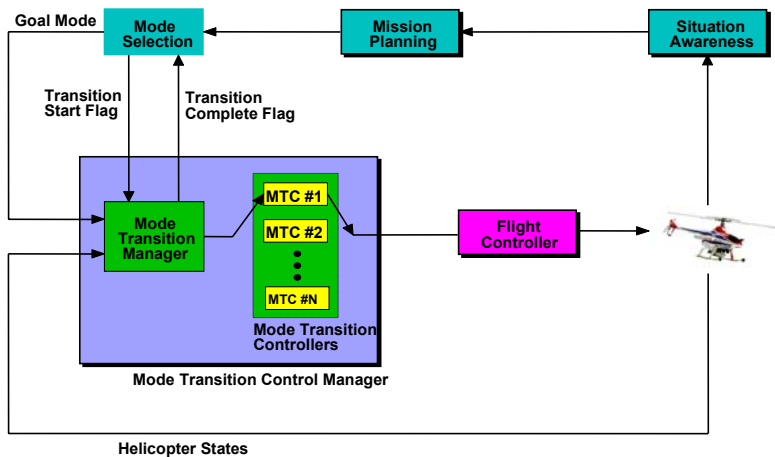 Goal Mode
Mode
Selection
Mission
Planning
Situation
Awareness
Transition
Start Flag
Transition
Complete Flag
Mode
Transition
Manager
MTC #1
MTC #2
MTC #N
Mode Transition
Controllers
Flight
Controller
Mode Transition Control Manager
Helicopter States